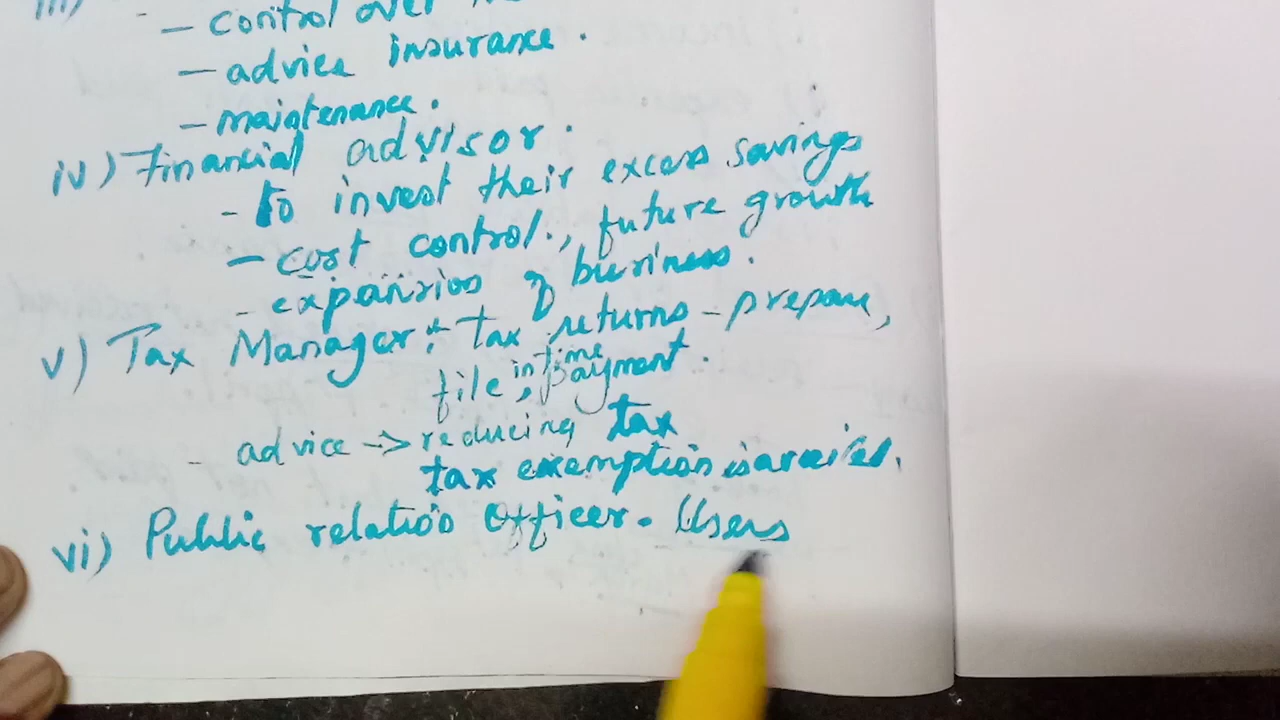 iii)
- control over
- advice insurance.
- maintenance.
iv) Financial advisor.
- to invest their excess savings
- cost control., future growth
- expansion of business.
v) Tax Manager: tax returns - prepare,
file, in time payment.
- advice -> reducing tax
tax exemption is
vi) Public relation Officer. Users